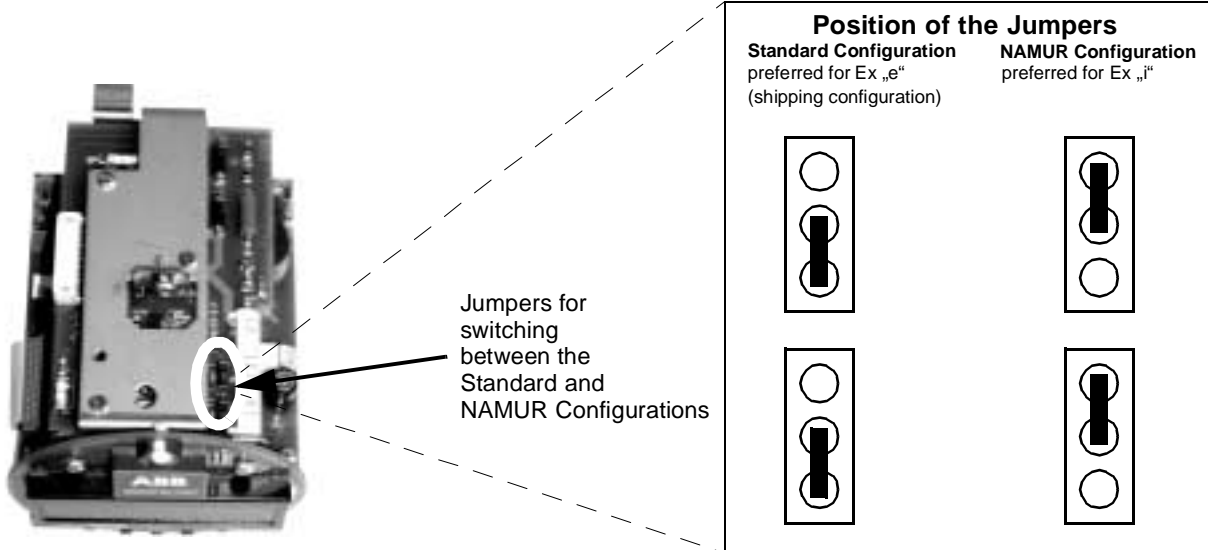 Position of the Jumpers
Standard Configuration
preferred for Ex „e“
(shipping configuration)
NAMUR Configuration
preferred for Ex „i“
Jumpers for
switching
between the
Standard and
NAMUR Configurations
ABB